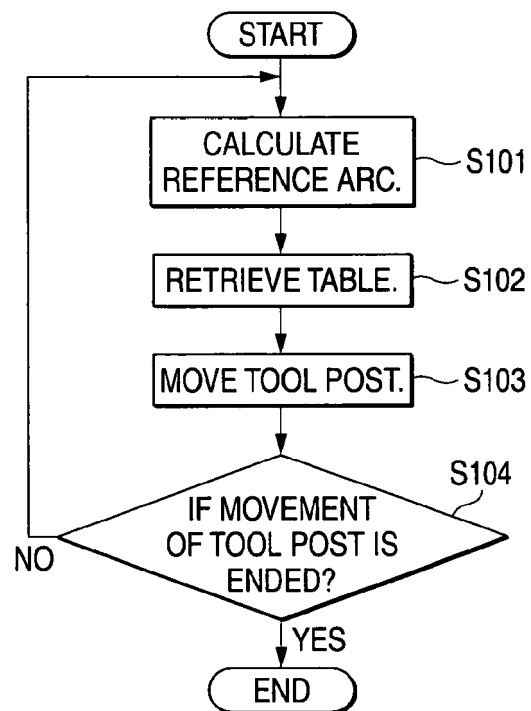 START
CALCULATE
REFERENCE ARC.
S101
RETRIEVE TABLE.
S102
MOVE TOOL POST.
S103
S104
IF MOVEMENT
OF TOOL POST IS
ENDED?
NO
YES
END